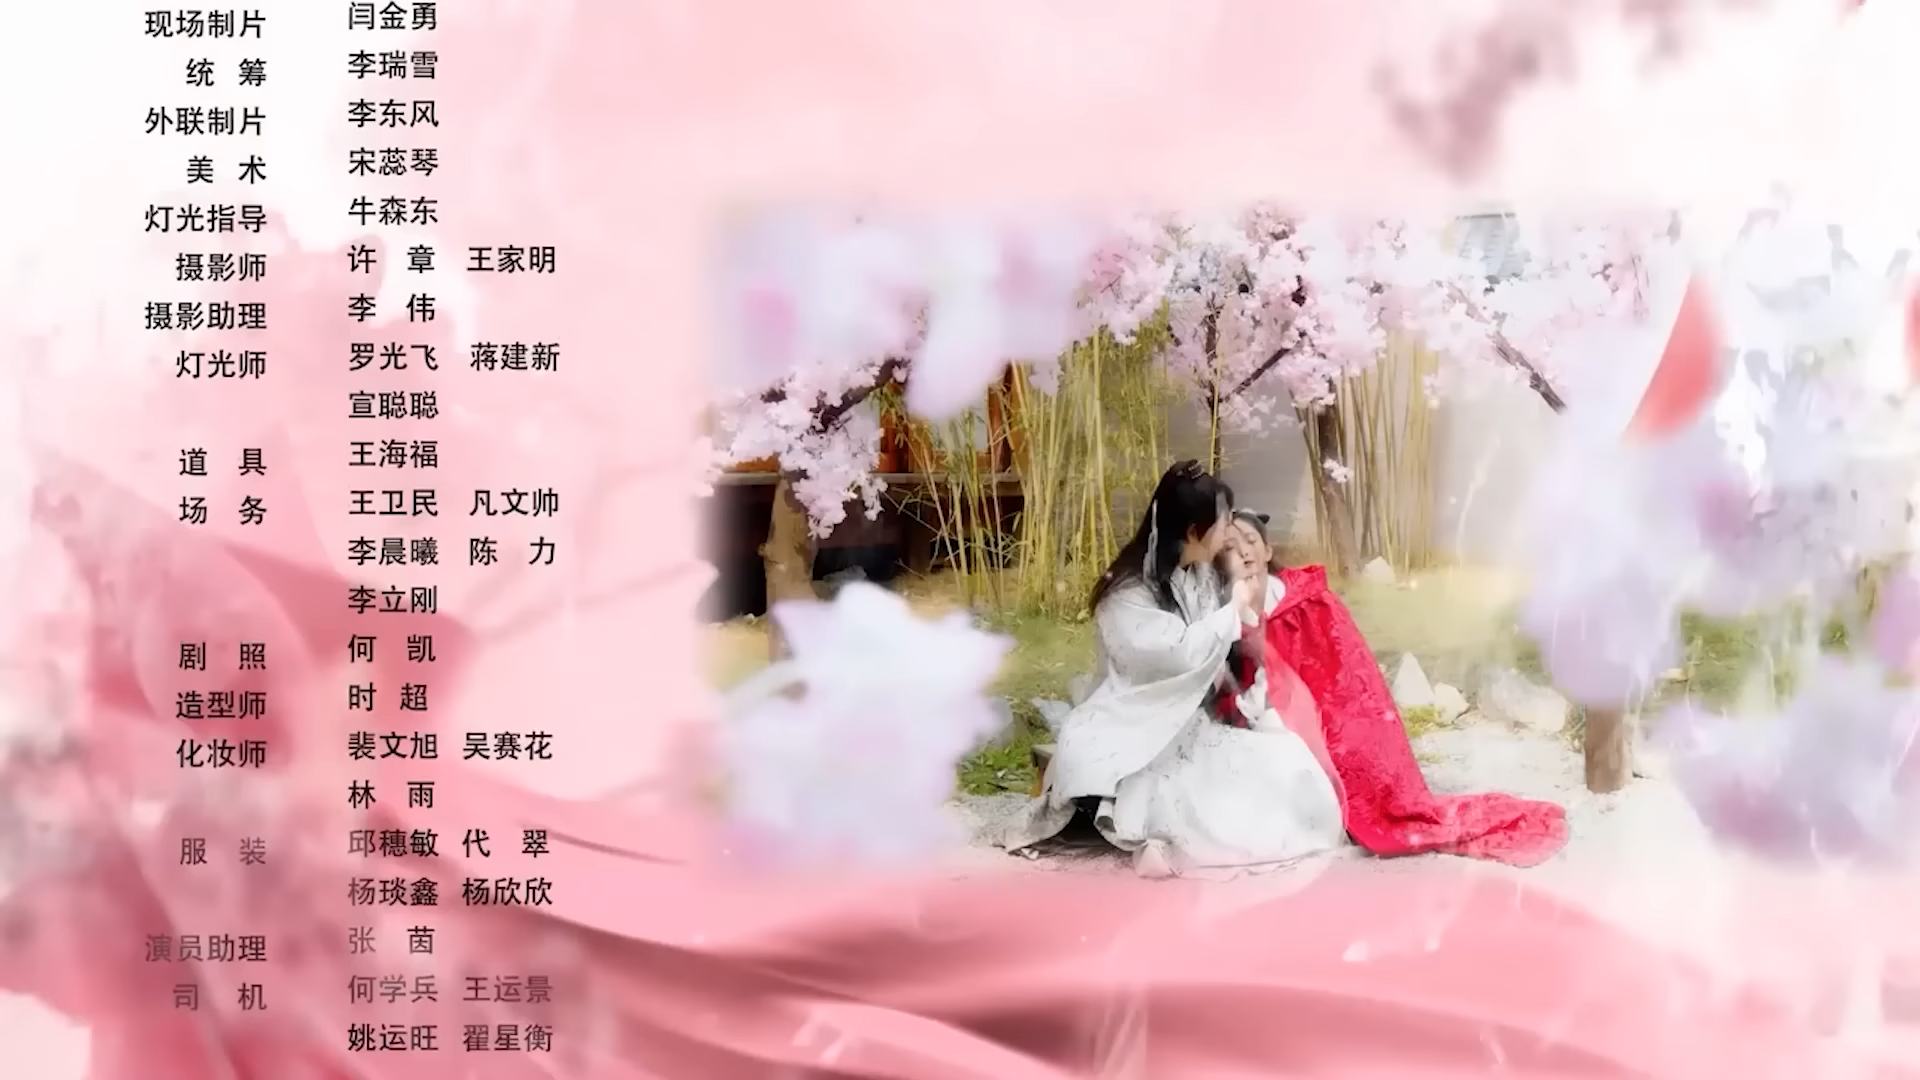 现场制片 闫金勇
统 筹 李瑞雪
外联制片 李东风
美 术 宋蕊琴
灯光指导 牛森东
摄影师 许 章 王家明
摄影助理 李 伟
灯光师 罗光飞 蒋建新
宣聪聪
道 具 王海福
场 务 王卫民 凡文帅
李晨曦 陈 力
李立刚
剧 照 何 凯
造型师 时 超
化妆师 裴文旭 吴赛花
林 雨
服 装 邱穗敏 代 翠
杨琰鑫 杨欣欣
演员助理 张 茵
司 机 何学兵 王运景
姚运旺 翟星衡